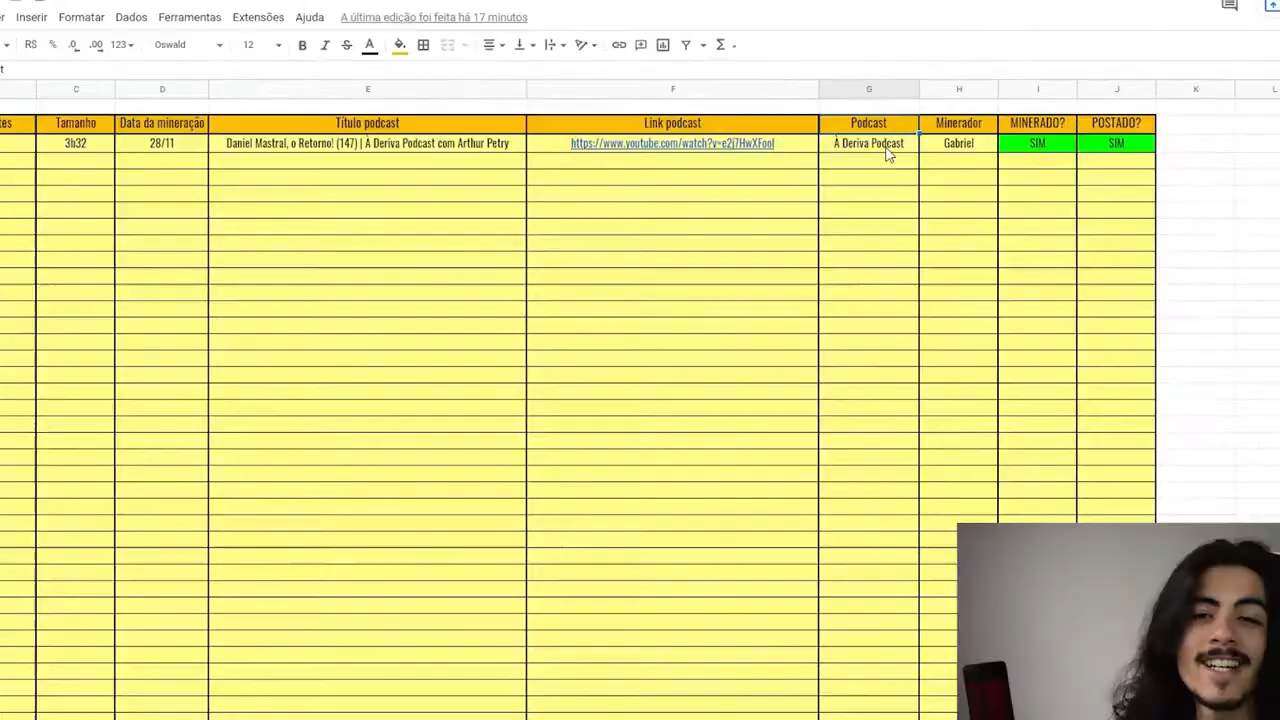 Inserir Formatar Dados Ferramentas Extensões Ajuda A última edição foi feita há 17 minutos
R$ % .0 .00 123 Oswald 12 B I S A
C D E F G H I J K L
Tamanho Data da mineração Título podcast Link podcast Podcast Minerador MINERADO? POSTADO?
3h32 28/11 Daniel Mastral, o Retorno! (147) | À Deriva Podcast com Arthur Petry https://www.youtube.com/watch?v=e2j7HwXFooI À Deriva Podcast Gabriel SIM SIM